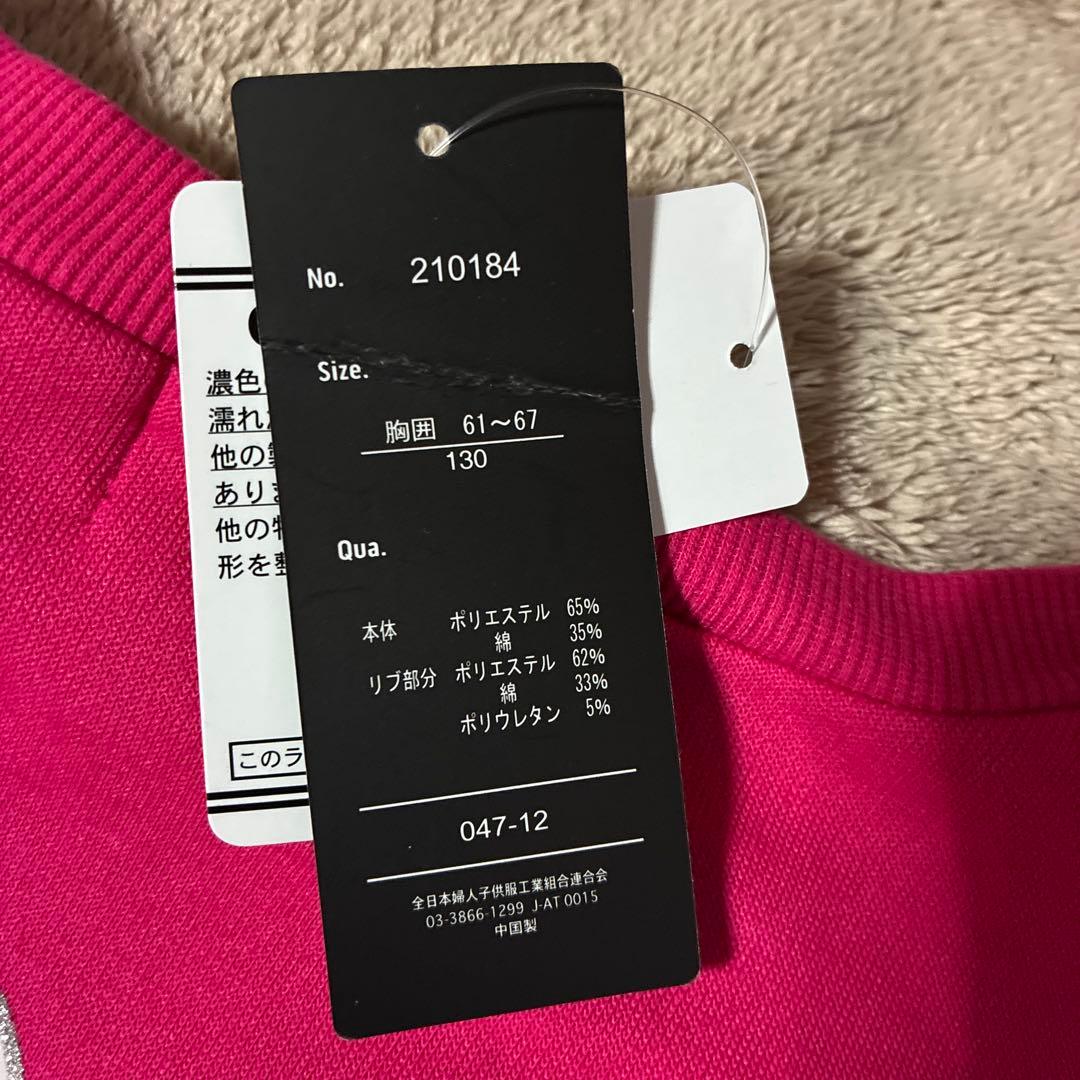 No. 210184
Size.
胸囲 61～67
130
Qua.
本体 ポリエステル 65%
綿 35%
リブ部分 ポリエステル 62%
綿 33%
ポリウレタン 5%
047-12
全日本婦人子供服工業組合連合会
03-3866-1299 J-AT 0015
中国製
濃色
濡れ
他の
あり
他の
形を整
このラ